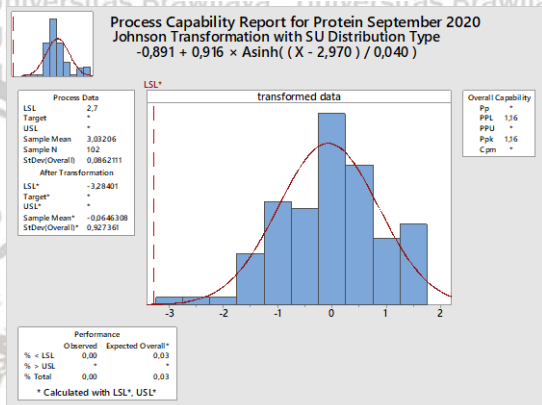 Process Capability Report for Protein September 2020
Johnson Transformation with SU Distribution Type
-0,891 + 0,916 × Asinh( ( X - 2,970 ) / 0,040 )
Process Data
LSL 2,7
Target *
USL *
Sample Mean 3,03206
Sample N 102
StDev(Overall) 0,0862111
After Transformation
LSL* -3,28401
Target* *
USL* *
Sample Mean* -0,0646308
StDev(Overall)* 0,927361
LSL*
transformed data
-3 -2 -1 0 1 2
Overall Capability
Pp *
PPL 1,16
PPU *
Ppk 1,16
Cpm *
Performance
Observed Expected Overall*
% < LSL 0,00 0,03
% > USL * *
% Total 0,00 0,03
* Calculated with LSL*, USL*